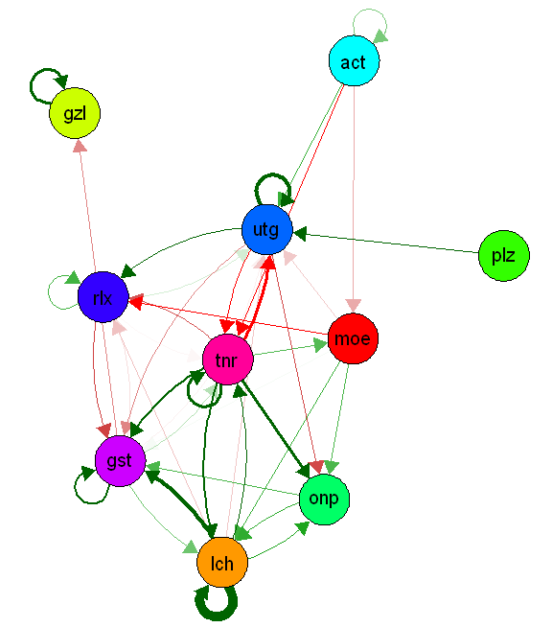 act
gzl
utg
plz
rlx
moe
tnr
gst
onp
lch